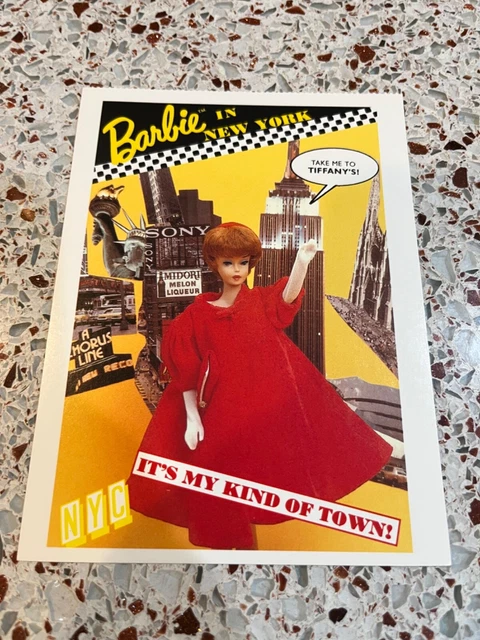 Barbie™ IN
NEW YORK
TAKE ME TO
TIFFANY'S!
SONY
MIDORI
MELON
LIQUEUR
A
CHORUS
LINE
IT'S MY KIND OF TOWN!
NYC